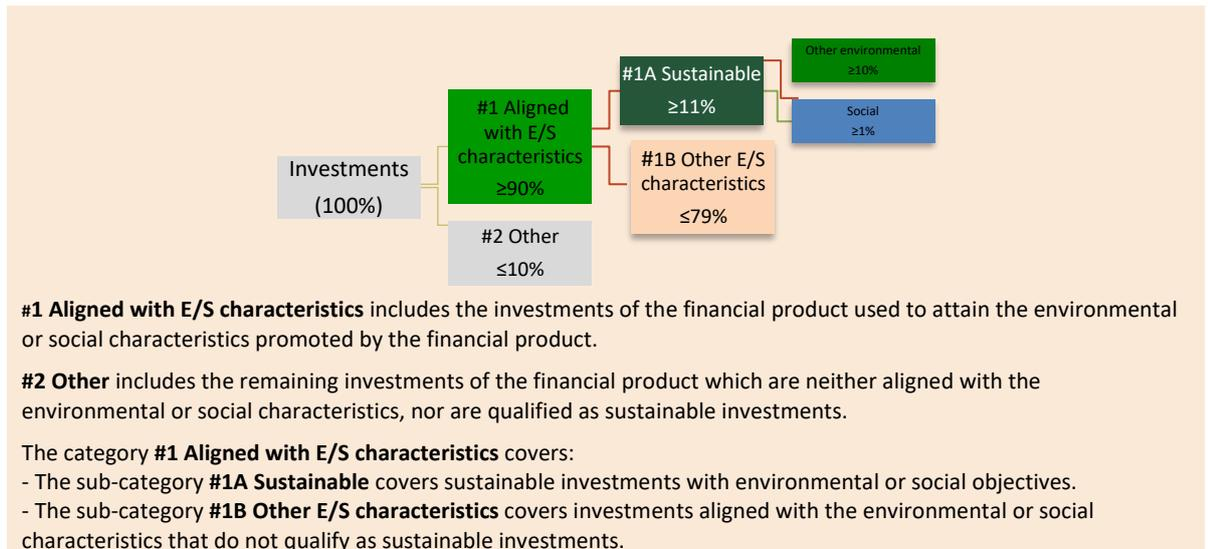 Investments
(100%)
#1 Aligned
with E/S
characteristics
≥90%
#2 Other
≤10%
#1A Sustainable
≥11%
#1B Other E/S
characteristics
≤79%
Other environmental
≥10%
Social
≥1%
#1 Aligned with E/S characteristics includes the investments of the financial product used to attain the environmental
or social characteristics promoted by the financial product.
#2 Other includes the remaining investments of the financial product which are neither aligned with the
environmental or social characteristics, nor are qualified as sustainable investments.
The category #1 Aligned with E/S characteristics covers:
- The sub-category #1A Sustainable covers sustainable investments with environmental or social objectives.
- The sub-category #1B Other E/S characteristics covers investments aligned with the environmental or social
characteristics that do not qualify as sustainable investments.